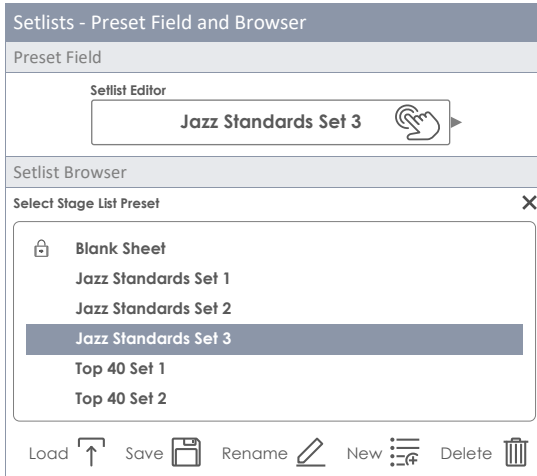 Setlists - Preset Field and Browser
Preset Field
Setlist Editor
Jazz Standards Set 3
Setlist Browser
Select Stage List Preset
Blank Sheet
Jazz Standards Set 1
Jazz Standards Set 2
Jazz Standards Set 3
Top 40 Set 1
Top 40 Set 2
Load Save Rename New Delete